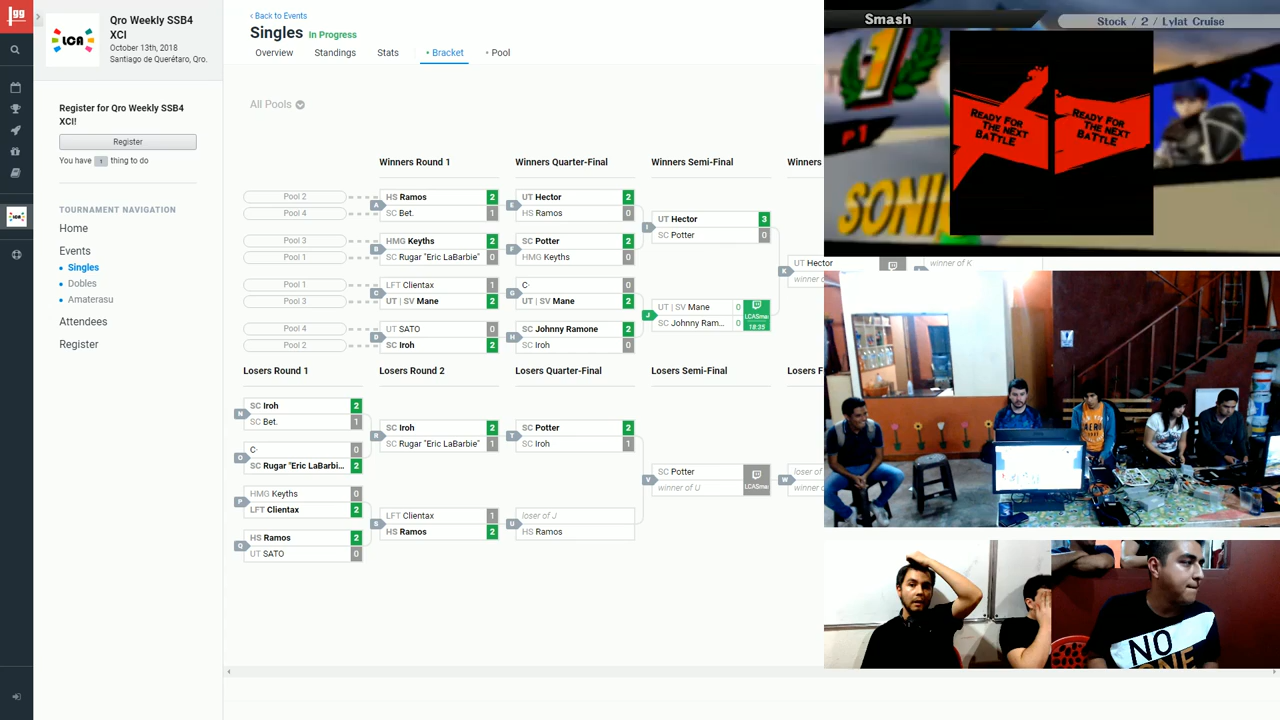 Qro Weekly SSB4
XCI
October 13th, 2018
Santiago de Querétaro, Qro.
LCA
Register for Qro Weekly SSB4
XCI!
Register
You have 1 thing to do
TOURNAMENT NAVIGATION
Home
Events
Singles
Dobles
Amaterasu
Attendees
Register
‹ Back to Events
Singles In Progress
Overview Standings Stats • Bracket • Pool
All Pools
Winners Round 1 Winners Quarter-Final Winners Semi-Final Winners
Pool 2
Pool 4
A
HS Ramos 2
SC Bet. 1
E
UT Hector 2
HS Ramos 0
Pool 3
Pool 1
B
HMG Keyths 2
SC Rugar "Eric LaBarbie" 1
F
SC Potter 2
HMG Keyths 0
I
UT Hector 3
SC Potter 0
K
UT Hector
winner
winner of K
Pool 1
Pool 3
C
LFT Clientax 1
UT | SV Mane 2
G
C· 0
UT | SV Mane 2
Pool 4
Pool 2
D
UT SATO 0
SC Iroh 2
H
SC Johnny Ramone 2
SC Iroh 0
J
UT | SV Mane 0
SC Johnny Ram... 0
LCASma
18:35
Losers Round 1 Losers Round 2 Losers Quarter-Final Losers Semi-Final Losers F
N
SC Iroh 2
SC Bet. 1
O
C· 0
SC Rugar "Eric LaBarbi... 2
R
SC Iroh 2
SC Rugar "Eric LaBarbie" 1
T
SC Potter 2
SC Iroh 1
P
HMG Keyths 0
LFT Clientax 2
Q
HS Ramos 2
UT SATO 0
S
LFT Clientax 1
HS Ramos 2
U
loser of J
HS Ramos
V
SC Potter
winner of U
LCASma
W
loser of
winner
Smash
Stock / 2 / Lylat Cruise
1
P1
SONI
READY FOR
THE NEXT
BATTLE
READY FOR
THE NEXT
BATTLE
P2
NO
ONE